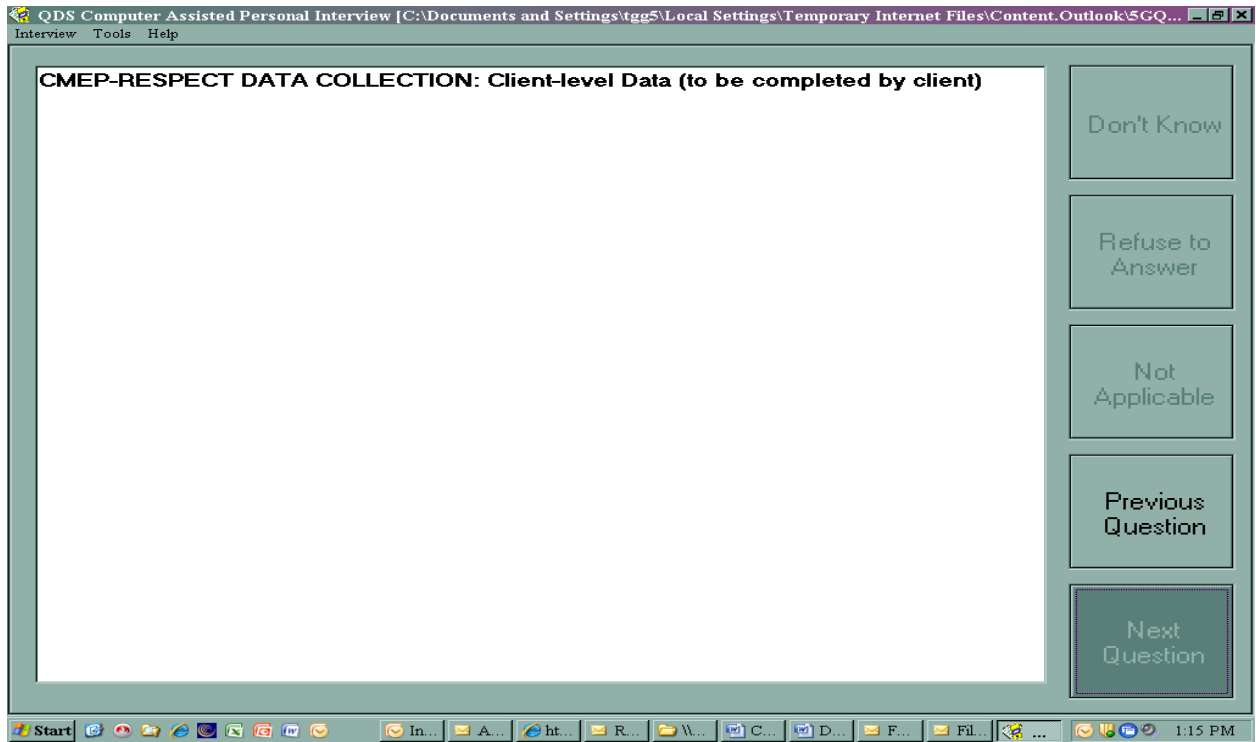 QDS Computer Assisted Personal Interview [C:\Documents and Settings\tgg5\Local Settings\Temporary Internet Files\Content.Outlook\5GQ...
Interview Tools Help
CMEP-RESPECT DATA COLLECTION: Client-level Data (to be completed by client)
Don't Know
Refuse to
Answer
Not
Applicable
Previous
Question
Next
Question
Start In... A... ht... R... \\... C... D... F... Fil... ... 1:15 PM